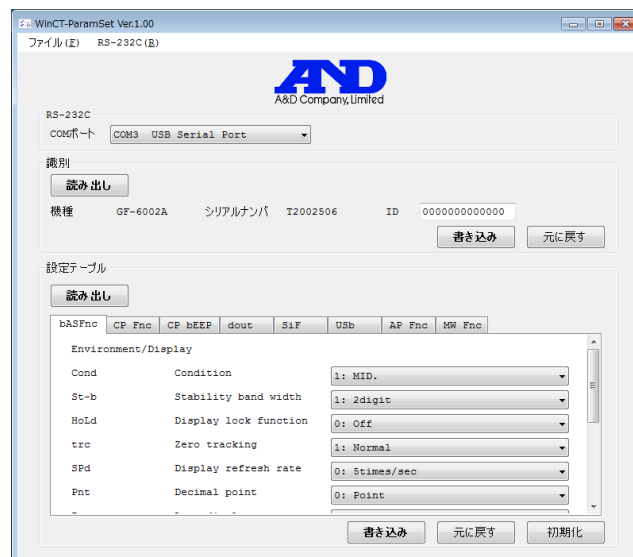 WinCT-ParamSet Ver.1.00
ファイル(F) RS-232C(R)
AND
A&D Company, Limited
RS-232C
COMポート COM3 USB Serial Port
識別
読み出し
機種 GF-6002A シリアルナンバ T2002506 ID 0000000000000
書き込み 元に戻す
設定テーブル
読み出し
bASFnc CP Fnc CP bEEP dout SiF USb AP Fnc MW Fnc
Environment/Display
Cond Condition 1: MID.
St-b Stability band width 1: 2digit
HoLd Display lock function 0: Off
trc Zero tracking 1: Normal
SPd Display refresh rate 0: 5times/sec
Pnt Decimal point 0: Point
書き込み 元に戻す 初期化